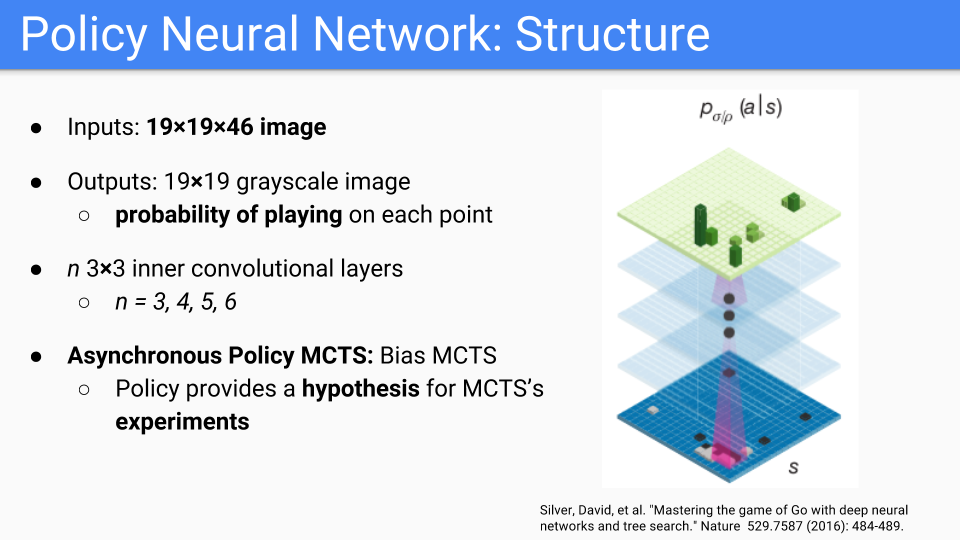 Policy Neural Network: Structure
● Inputs: 19×19×46 image
● Outputs: 19×19 grayscale image
○ probability of playing on each point
● n 3×3 inner convolutional layers
○ n = 3, 4, 5, 6
● Asynchronous Policy MCTS: Bias MCTS
○ Policy provides a hypothesis for MCTS’s
experiments
p σ/ρ (a|s)
s
Silver, David, et al. "Mastering the game of Go with deep neural
networks and tree search." Nature 529.7587 (2016): 484-489.